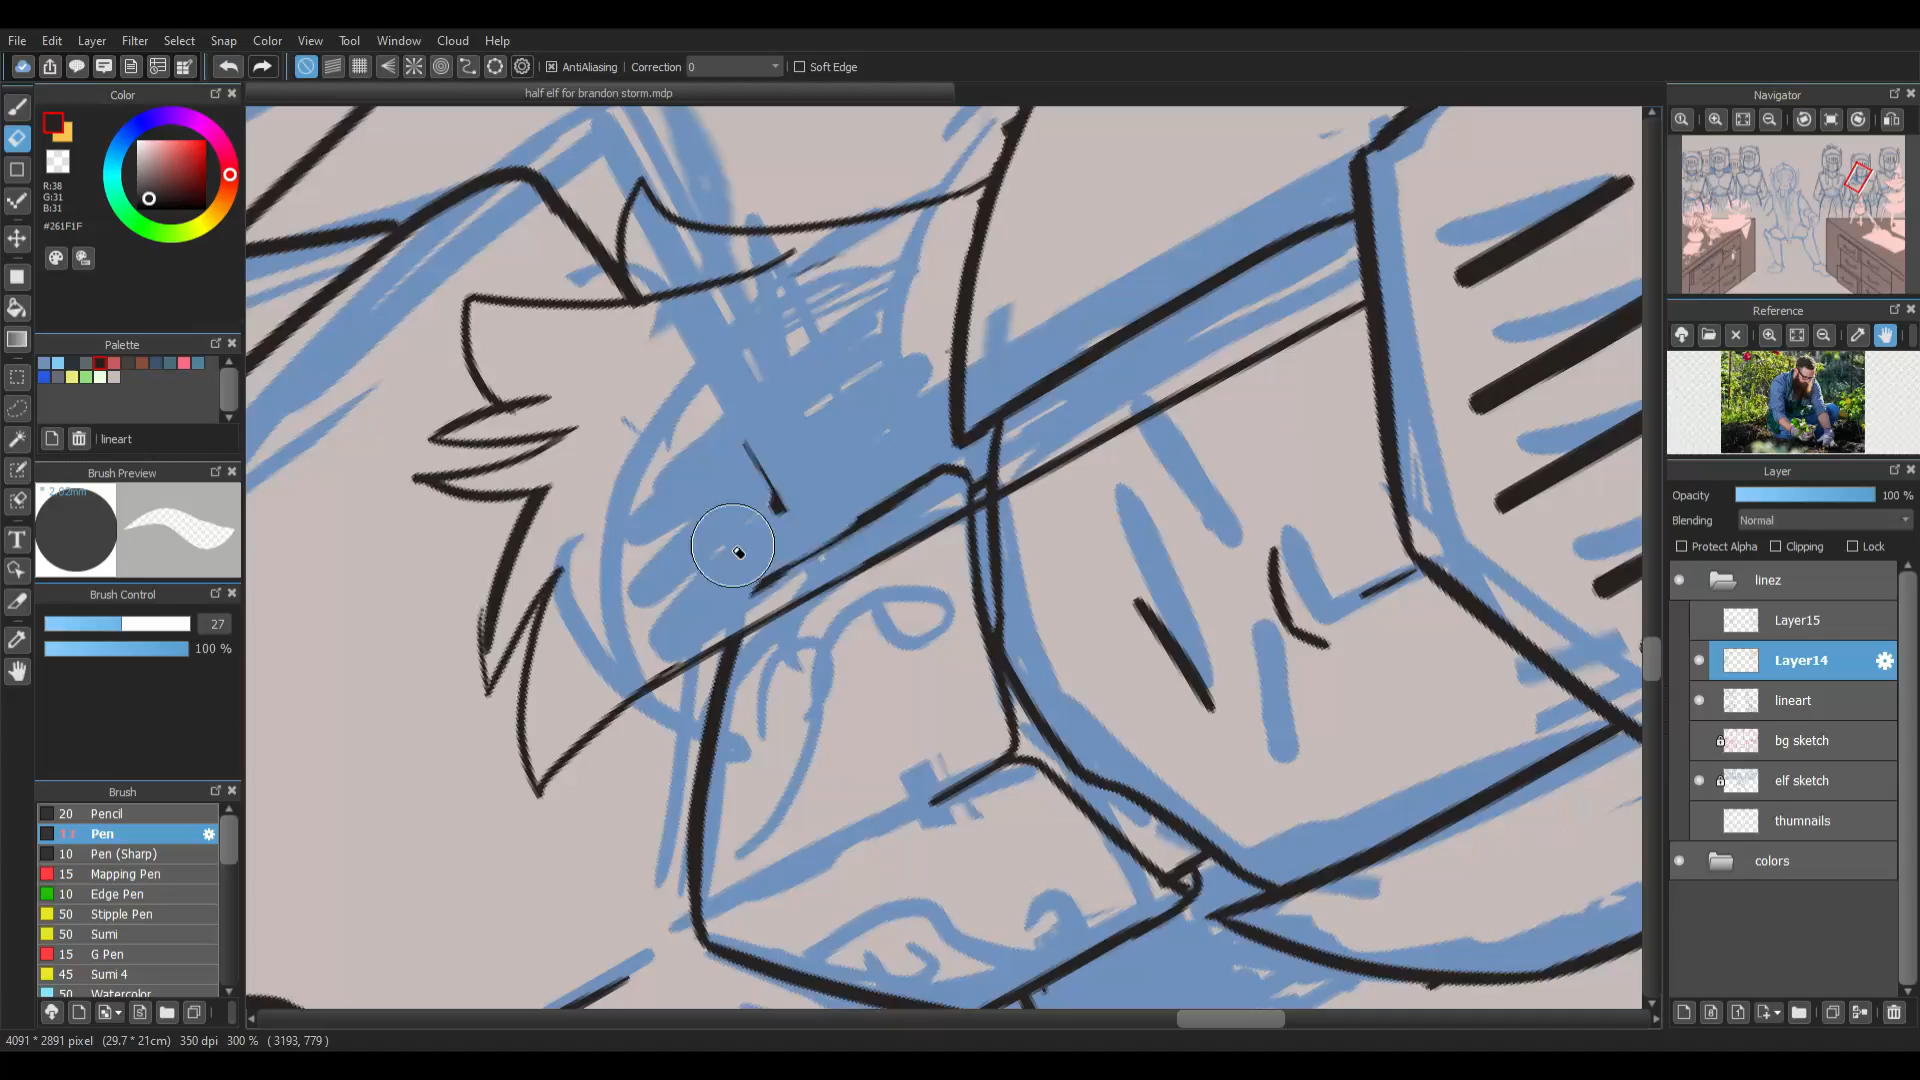 File Edit Layer Filter Select Snap Color View Tool Window Cloud Help
AntiAliasing Correction 0 Soft Edge
half elf for brandon storm.mdp
Color
R:38
G:31
B:31
#261F1F
Palette
lineart
Brush Preview
2.02mm
Brush Control
27
100 %
Brush
20 Pencil
Pen
10 Pen (Sharp)
15 Mapping Pen
10 Edge Pen
50 Stipple Pen
50 Sumi
15 G Pen
45 Sumi 4
50 Watercolor
4091 * 2891 pixel (29.7 * 21cm) 350 dpi 300 % ( 3193, 779 )
Navigator
Reference
Layer
Opacity 100 %
Blending Normal
Protect Alpha Clipping Lock
linez
Layer15
Layer14
lineart
bg sketch
elf sketch
thumnails
colors